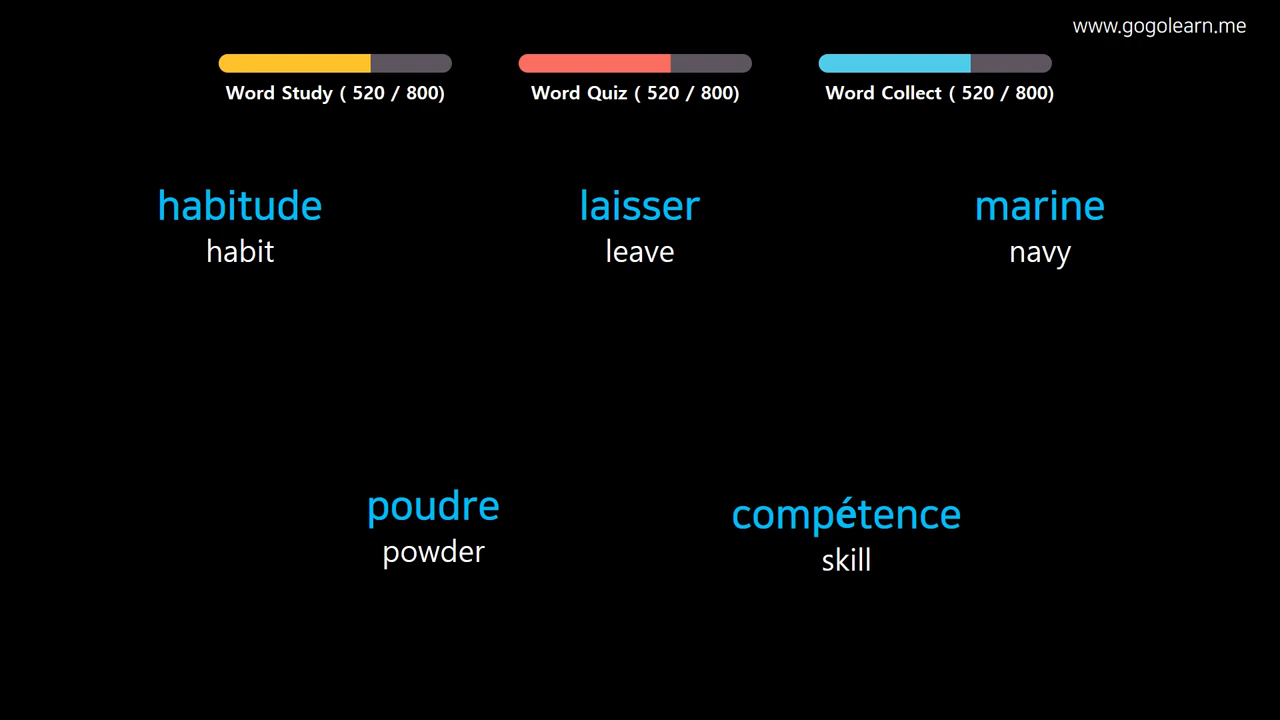 www.gogolearn.me
Word Study ( 520 / 800)
Word Quiz ( 520 / 800)
Word Collect ( 520 / 800)
habitude
habit
laisser
leave
marine
navy
poudre
powder
compétence
skill